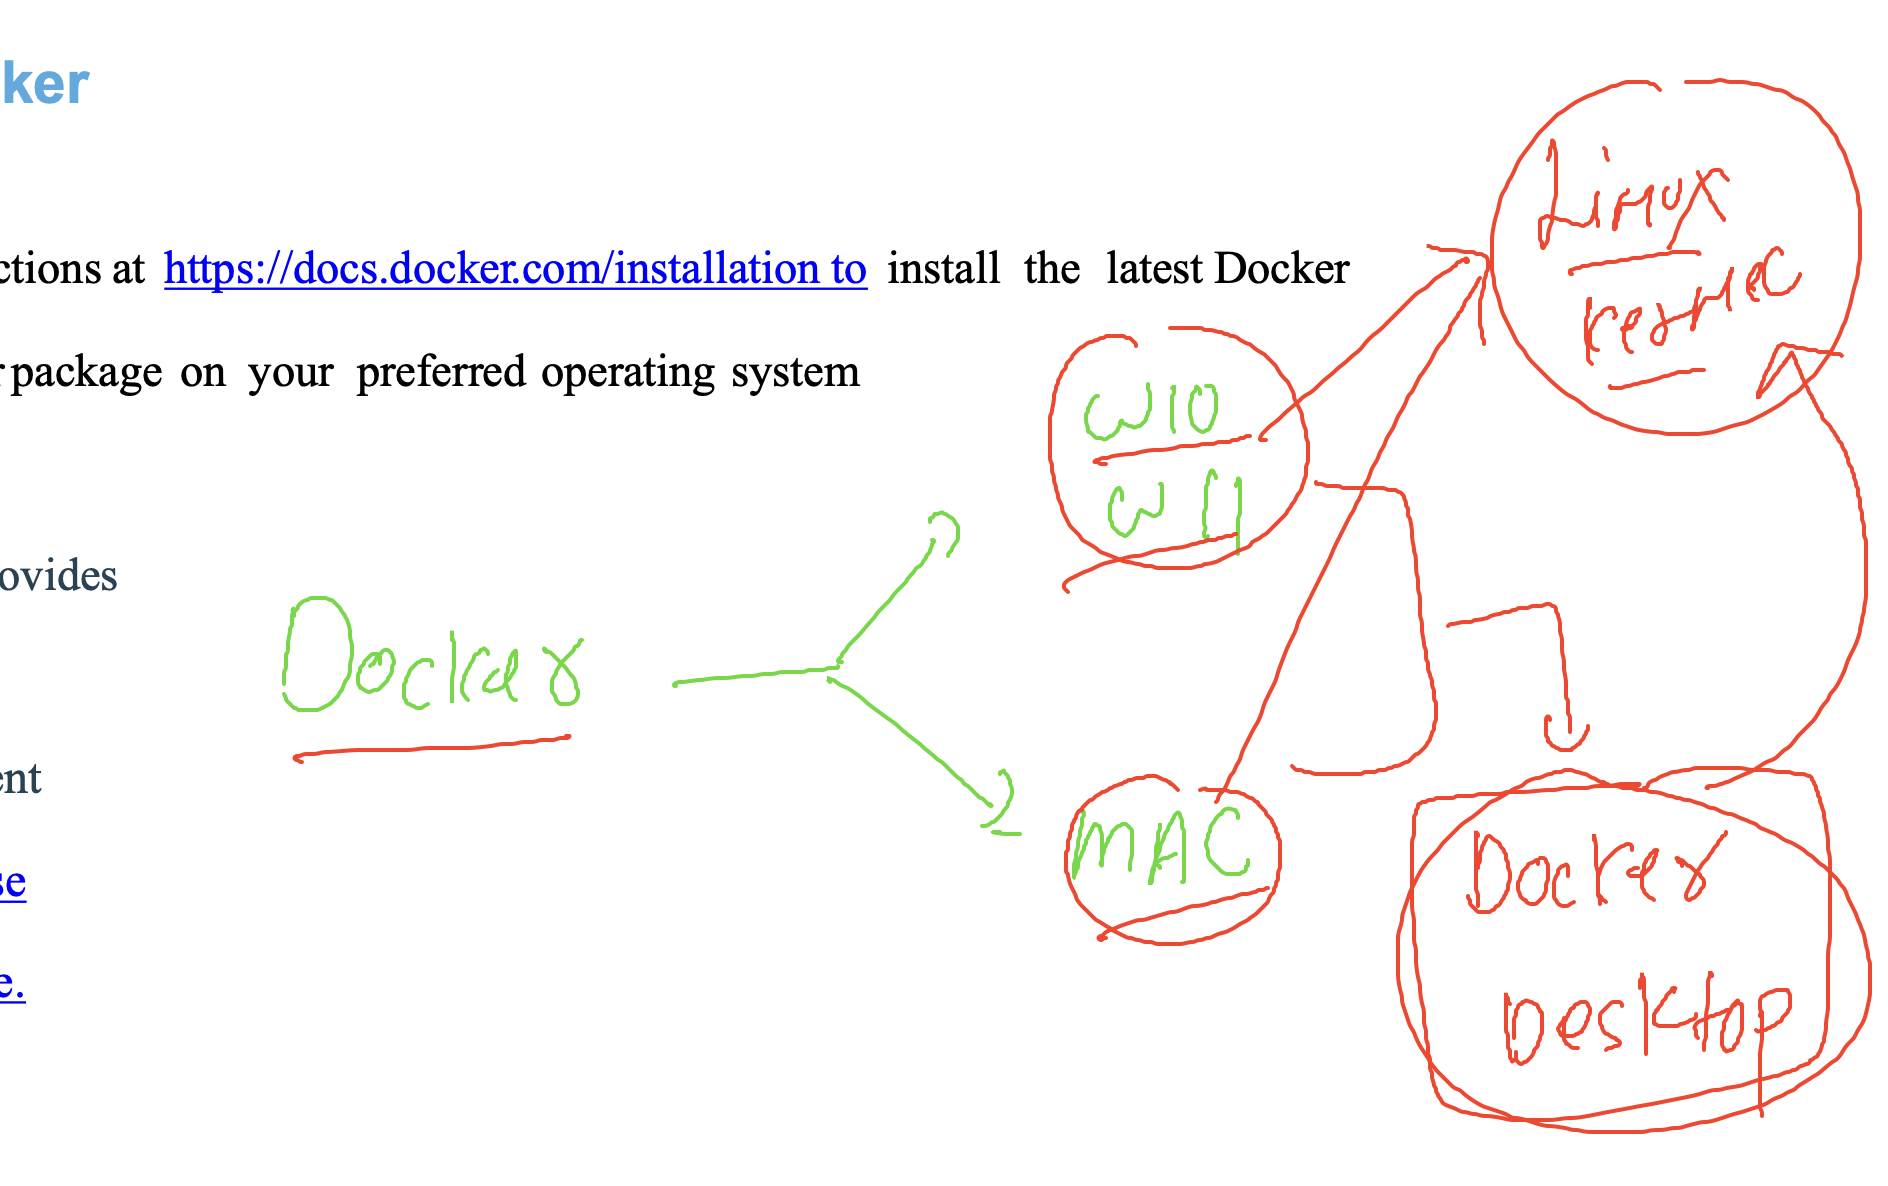 ker
ctions at https://docs.docker.com/installation to install the latest Docker
r package on your preferred operating system
ovides
ent
se
e.
Docker
W10
W11
MAC
Linux
Kernel
Docker
Desktop